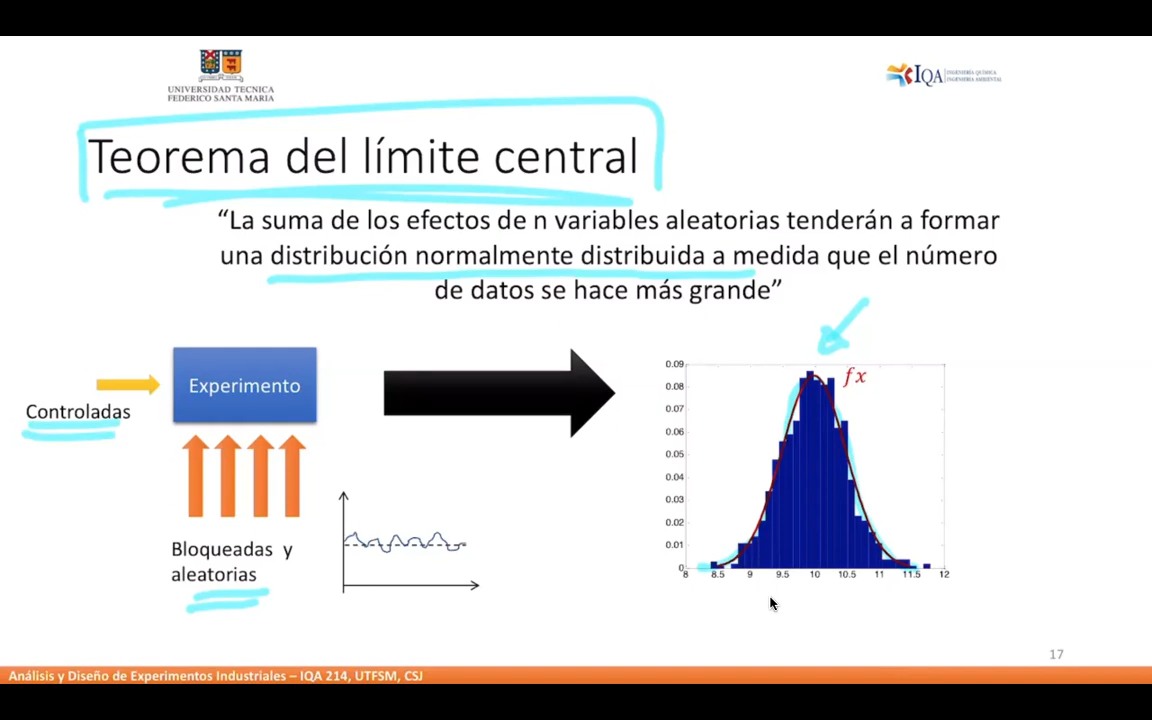 UNIVERSIDAD TECNICA
FEDERICO SANTA MARIA
IQA
INGENIERÍA QUÍMICA
INGENIERÍA AMBIENTAL
Teorema del límite central
“La suma de los efectos de n variables aleatorias tenderán a formar
una distribución normalmente distribuida a medida que el número
de datos se hace más grande”
Controladas
Experimento
Bloqueadas y
aleatorias
fx
0.09
0.08
0.07
0.06
0.05
0.04
0.03
0.02
0.01
0
8 8.5 9 9.5 10 10.5 11 11.5 12
17
Análisis y Diseño de Experimentos Industriales – IQA 214, UTFSM, CSJ